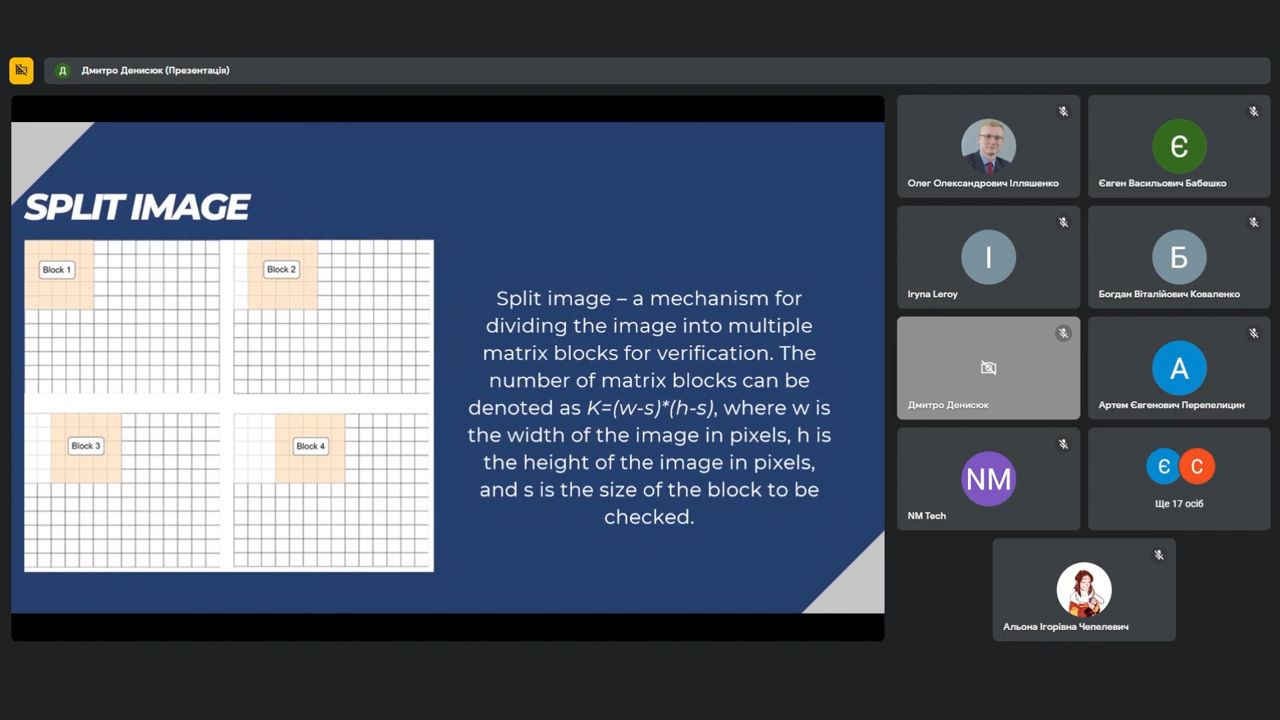 Д
Дмитро Денисюк (Презентація)
SPLIT IMAGE
Block 1
Block 2
Block 3
Block 4
Split image – a mechanism for
dividing the image into multiple
matrix blocks for verification. The
number of matrix blocks can be
denoted as K=(w-s)*(h-s), where w is
the width of the image in pixels, h is
the height of the image in pixels,
and s is the size of the block to be
checked.
Олег Олександрович Ілляшенко
Є
Євген Васильович Бабешко
I
Iryna Leroy
Б
Богдан Віталійович Коваленко
Дмитро Денисюк
А
Артем Євгенович Перепелицин
NM
NM Tech
Є С
Ще 17 осіб
Альона Ігорівна Чепелевич